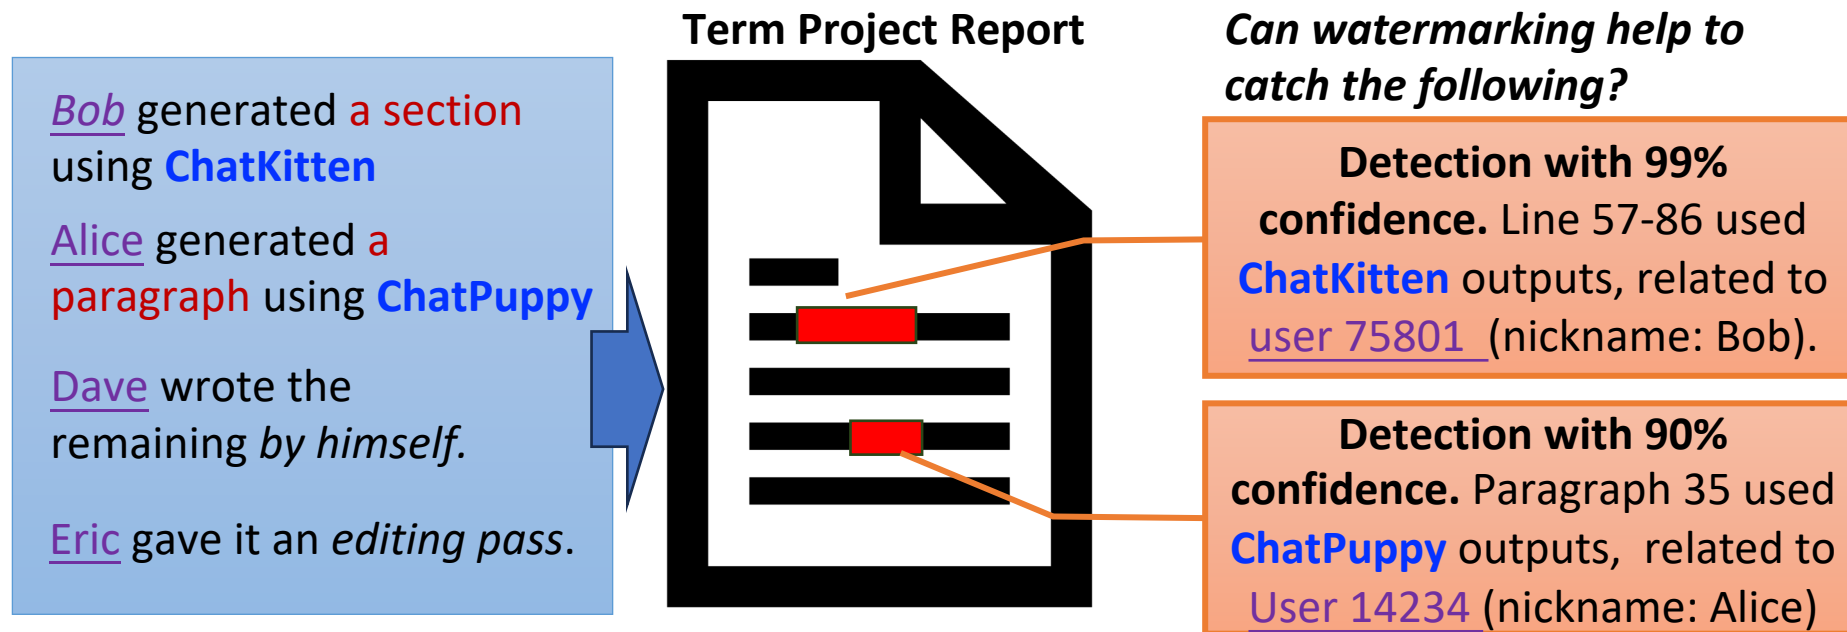 Term Project Report
Bob generated a section
using ChatKitten
Alice generated a
paragraph using ChatPuppy
Dave wrote the
remaining by himself.
Eric gave it an editing pass.
Can watermarking help to
catch the following?
Detection with 99%
confidence. Line 57-86 used
ChatKitten outputs, related to
user 75801 (nickname: Bob).
Detection with 90%
confidence. Paragraph 35 used
ChatPuppy outputs, related to
User 14234 (nickname: Alice)